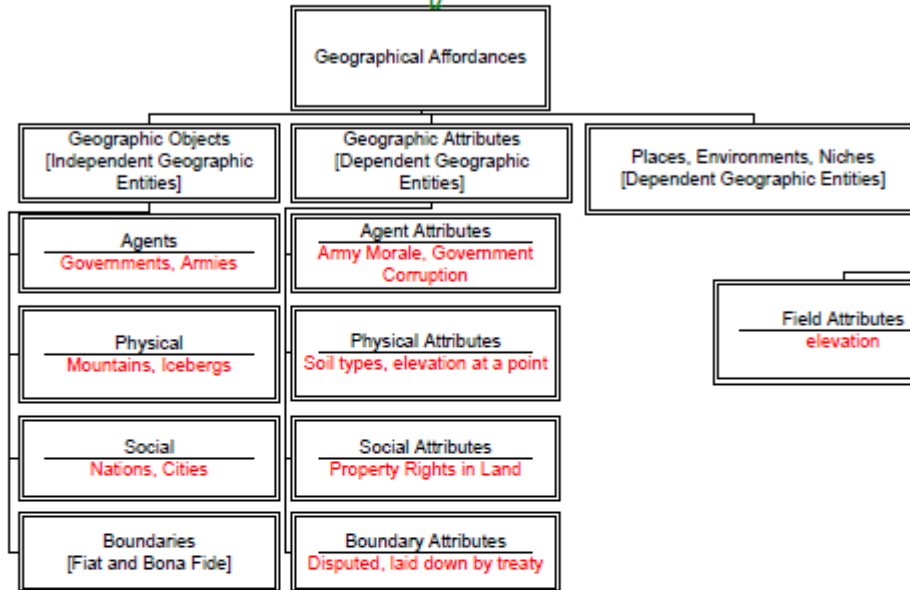 Geographical Affordances
Geographic Objects
[Independent Geographic
Entities]
Geographic Attributes
[Dependent Geographic
Entities]
Places, Environments, Niches
[Dependent Geographic Entities]
Agents
Governments, Armies
Agent Attributes
Army Morale, Government
Corruption
Physical
Mountains, Icebergs
Physical Attributes
Soil types, elevation at a point
Field Attributes
elevation
Social
Nations, Cities
Social Attributes
Property Rights in Land
Boundaries
[Fiat and Bona Fide]
Boundary Attributes
Disputed, laid down by treaty